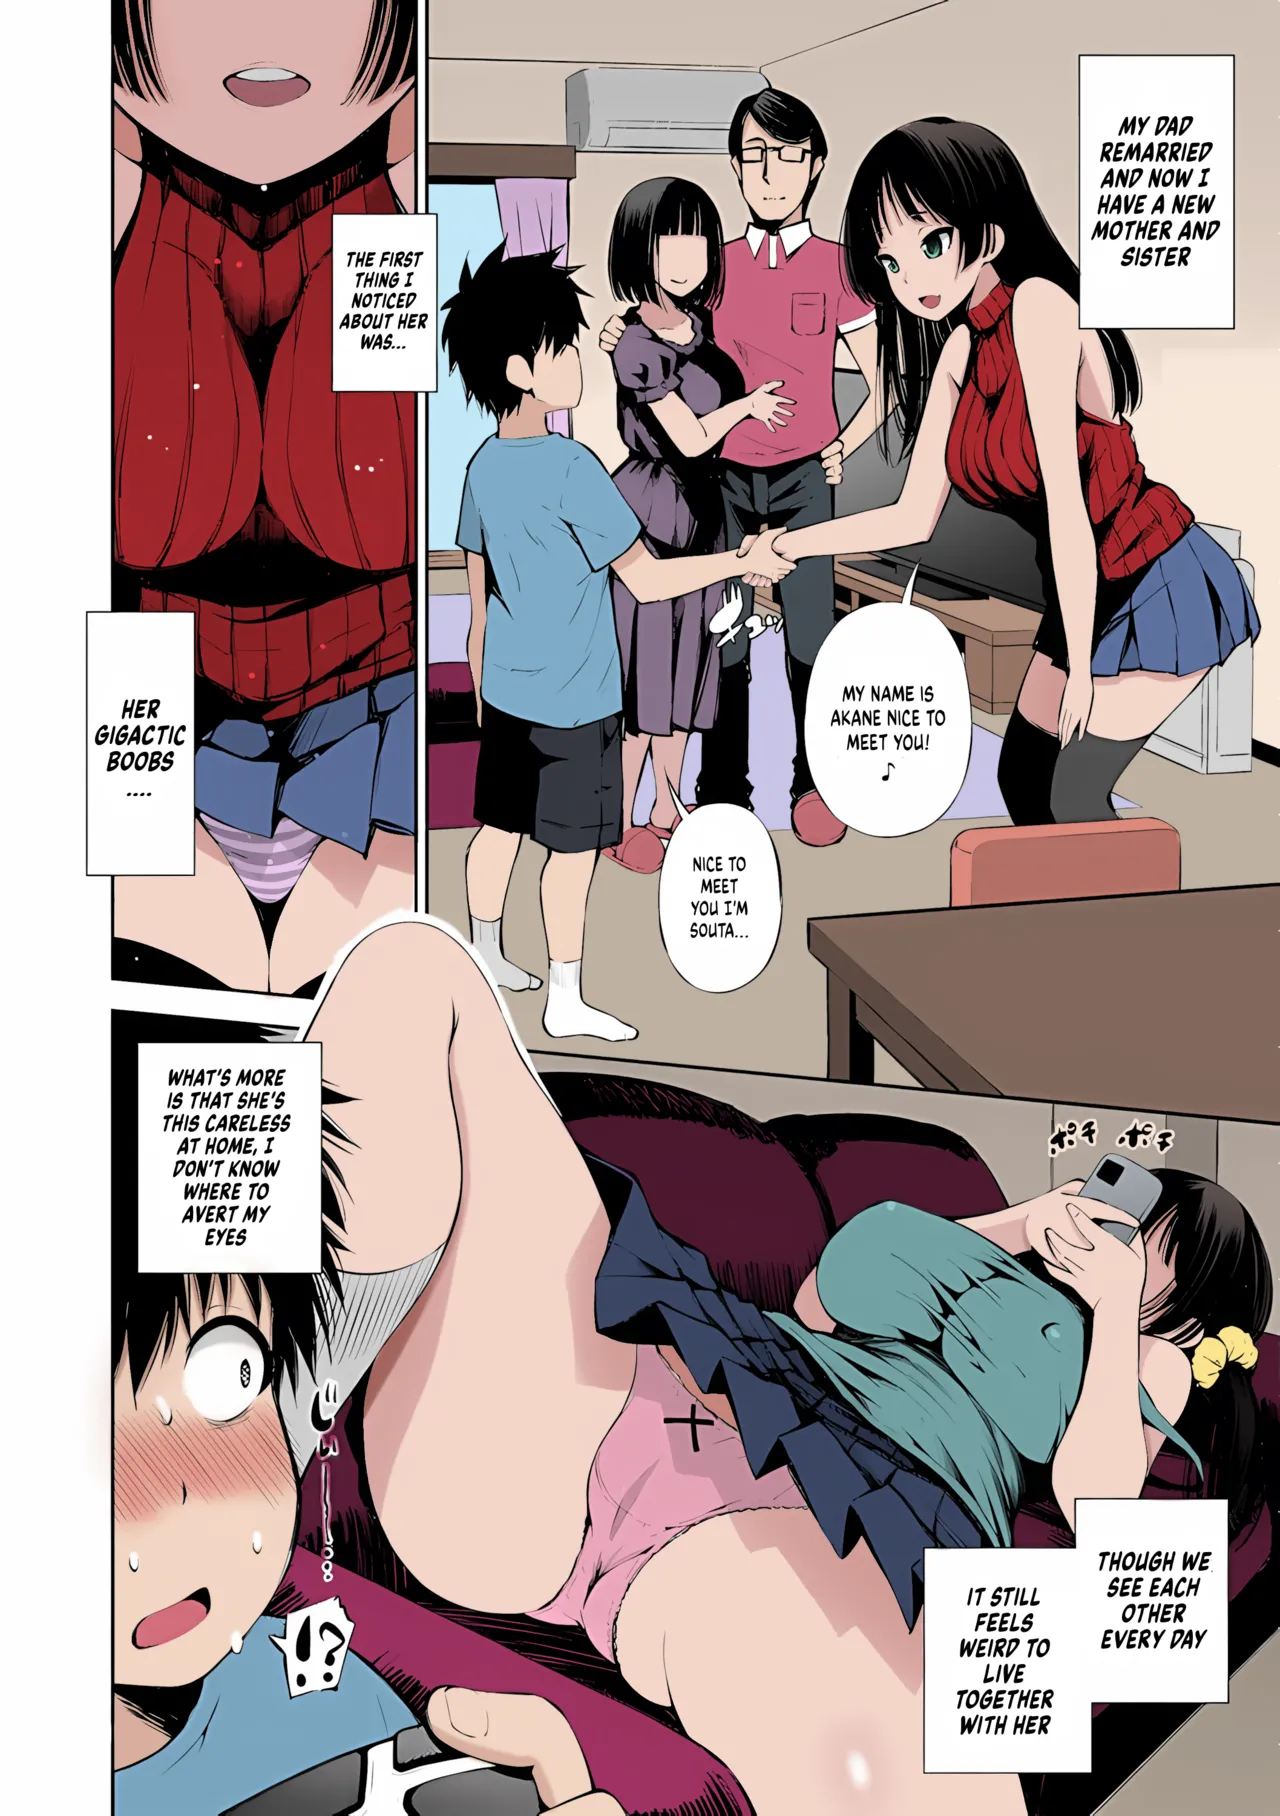 MY DAD
REMARRIED
AND NOW I
HAVE A NEW
MOTHER AND
SISTER
MY NAME IS
AKANE NICE TO
MEET YOU!
♪
NICE TO
MEET
YOU I'M
SOUTA...
THE FIRST
THING I
NOTICED
ABOUT HER
WAS...
HER
GIGACTIC
BOOBS
....
ポチ ポチ
THOUGH WE
SEE EACH
OTHER
EVERY DAY
IT STILL
FEELS
WEIRD TO
LIVE
TOGETHER
WITH HER
WHAT'S MORE
IS THAT SHE'S
THIS CARELESS
AT HOME, I
DON'T KNOW
WHERE TO
AVERT MY
EYES
!?